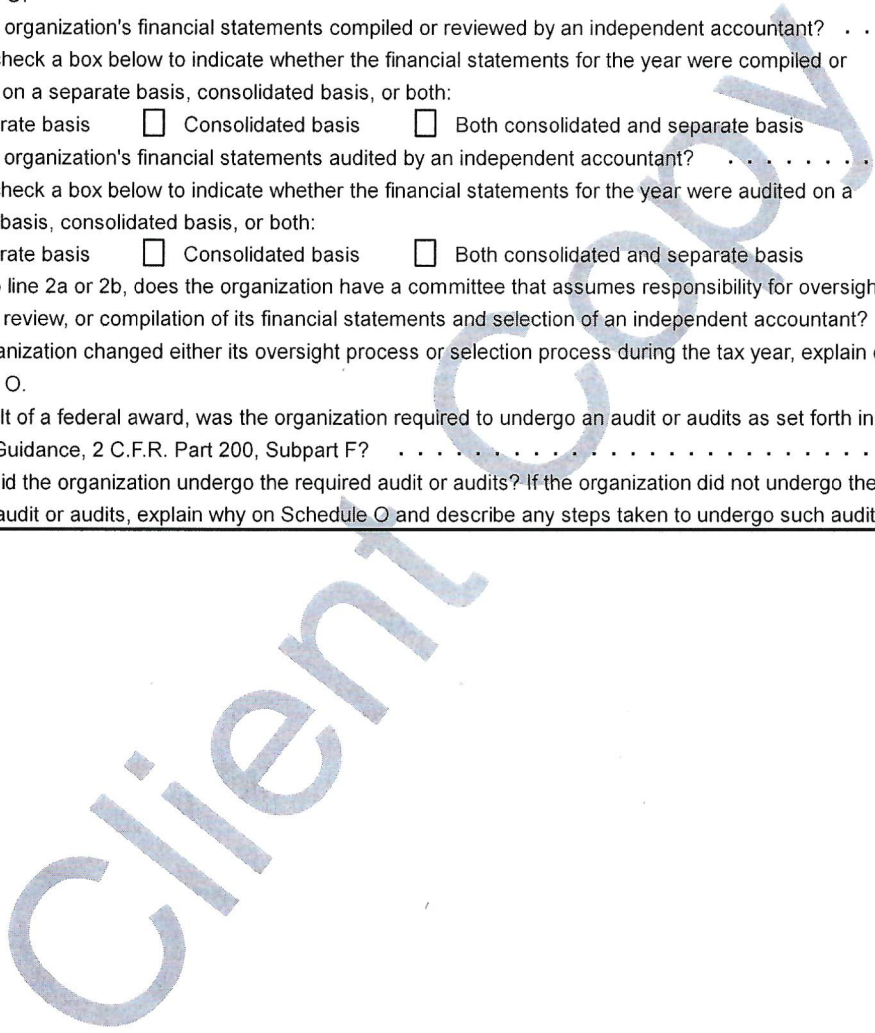 organization's financial statements compiled or reviewed by an independent accountant? . .
heck a box below to indicate whether the financial statements for the year were compiled or
on a separate basis, consolidated basis, or both:
rate basis ☐ Consolidated basis ☐ Both consolidated and separate basis
organization's financial statements audited by an independent accountant? . . . . . . . .
heck a box below to indicate whether the financial statements for the year were audited on a
basis, consolidated basis, or both:
rate basis ☐ Consolidated basis ☐ Both consolidated and separate basis
line 2a or 2b, does the organization have a committee that assumes responsibility for oversigh
review, or compilation of its financial statements and selection of an independent accountant?
anization changed either its oversight process or selection process during the tax year, explain
O.
lt of a federal award, was the organization required to undergo an audit or audits as set forth in
Guidance, 2 C.F.R. Part 200, Subpart F? . . . . . . . . . . . . . . . . . . . . . . . . .
id the organization undergo the required audit or audits? If the organization did not undergo the
audit or audits, explain why on Schedule O and describe any steps taken to undergo such audit
Client Copy